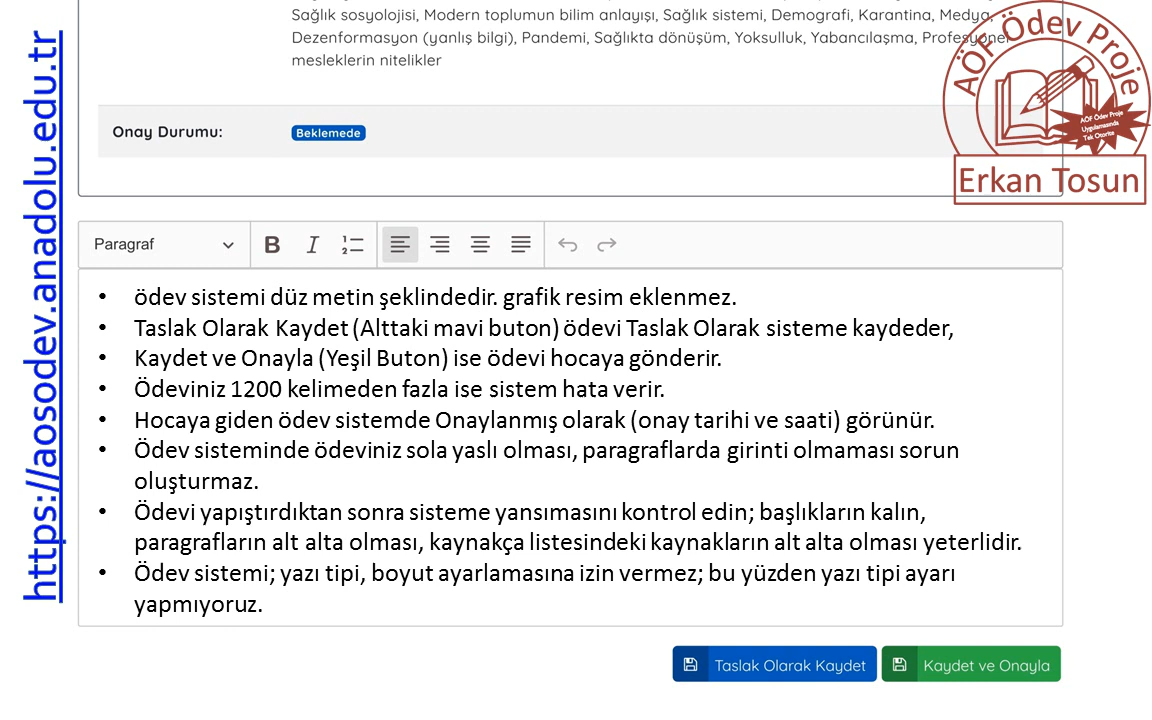 Sağlık sosyolojisi, Modern toplumun bilim anlayışı, Sağlık sistemi, Demografi, Karantina, Medya,
Dezenformasyon (yanlış bilgi), Pandemi, Sağlıkta dönüşüm, Yoksulluk, Yabancılaşma, Profesyonel
mesleklerin nitelikler
Onay Durumu:
Beklemede
AÖF Ödev Proje
AÖF Ödev Proje
Uygulamasında
Tek Otorite
Erkan Tosun
https://aosodev.anadolu.edu.tr
Paragraf
B I
• ödev sistemi düz metin şeklindedir. grafik resim eklenmez.
• Taslak Olarak Kaydet (Alttaki mavi buton) ödevi Taslak Olarak sisteme kaydeder,
• Kaydet ve Onayla (Yeşil Buton) ise ödevi hocaya gönderir.
• Ödeviniz 1200 kelimeden fazla ise sistem hata verir.
• Hocaya giden ödev sistemde Onaylanmış olarak (onay tarihi ve saati) görünür.
• Ödev sisteminde ödeviniz sola yaslı olması, paragraflarda girinti olmaması sorun
oluşturmaz.
• Ödevi yapıştırdıktan sonra sisteme yansımasını kontrol edin; başlıkların kalın,
paragrafların alt alta olması, kaynakça listesindeki kaynakların alt alta olması yeterlidir.
• Ödev sistemi; yazı tipi, boyut ayarlamasına izin vermez; bu yüzden yazı tipi ayarı
yapmıyoruz.
Taslak Olarak Kaydet
Kaydet ve Onayla